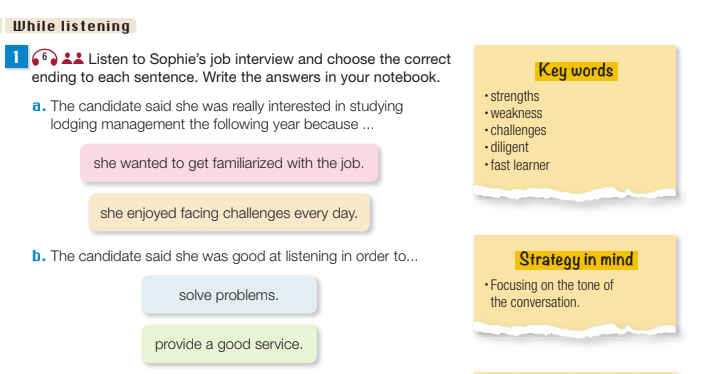 While listening
1 6 Listen to Sophie's job interview and choose the correct
ending to each sentence. Write the answers in your notebook.
a. The candidate said she was really interested in studying
lodging management the following year because ...
she wanted to get familiarized with the job.
she enjoyed facing challenges every day.
b. The candidate said she was good at listening in order to...
solve problems.
provide a good service.
Key words
• strengths
• weakness
• challenges
• diligent
• fast learner
Strategy in mind
• Focusing on the tone of
the conversation.